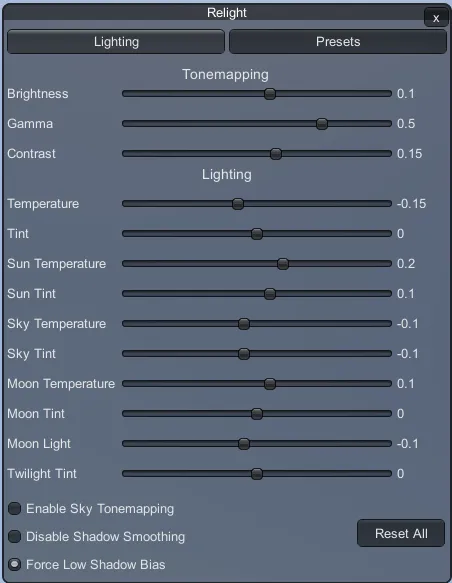 Relight
x
Lighting Presets
Tonemapping
Brightness 0.1
Gamma 0.5
Contrast 0.15
Lighting
Temperature -0.15
Tint 0
Sun Temperature 0.2
Sun Tint 0.1
Sky Temperature -0.1
Sky Tint -0.1
Moon Temperature 0.1
Moon Tint 0
Moon Light -0.1
Twilight Tint 0
Enable Sky Tonemapping
Disable Shadow Smoothing
Reset All
Force Low Shadow Bias